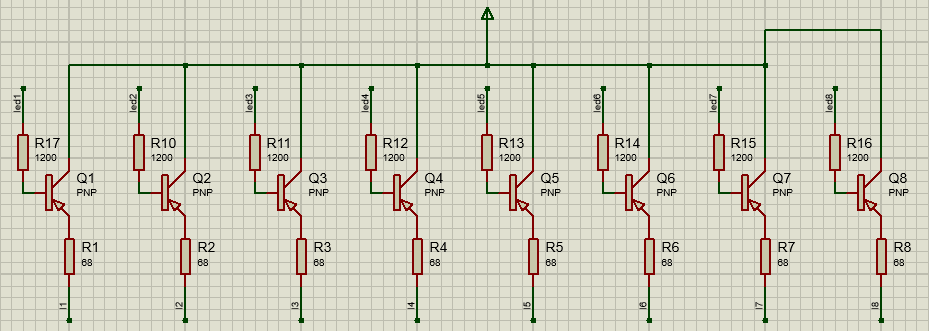 led1 led2 led3 led4 led5 led6 led7 led8
R17 R10 R11 R12 R13 R14 R15 R16
1200 1200 1200 1200 1200 1200 1200 1200
Q1 Q2 Q3 Q4 Q5 Q6 Q7 Q8
PNP PNP PNP PNP PNP PNP PNP PNP
R1 R2 R3 R4 R5 R6 R7 R8
68 68 68 68 68 68 68 68
I1 I2 I3 I4 I5 I6 I7 I8